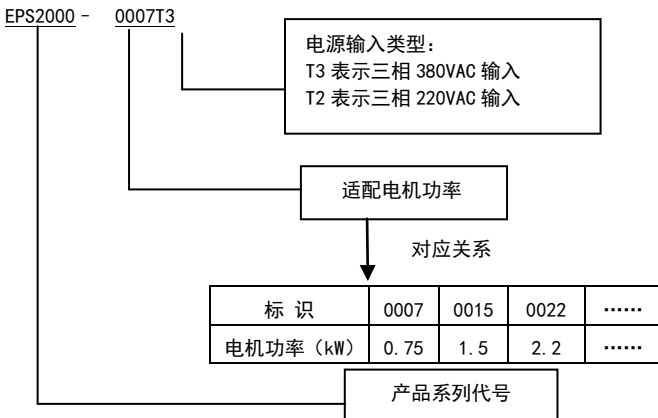 EPS2000- 0007T3
电源输入类型：
T3 表示三相 380VAC 输入
T2 表示三相 220VAC 输入
适配电机功率
对应关系
标 识 0007 0015 0022 ……
电机功率（kW） 0.75 1.5 2.2 ……
产品系列代号